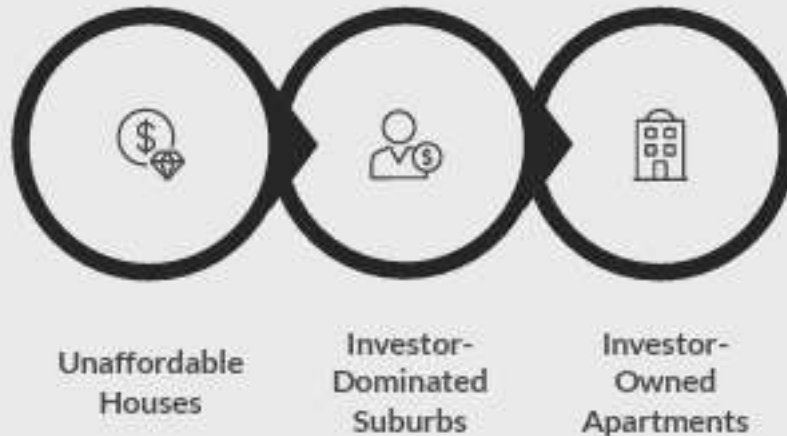 $
$
Unaffordable
Houses
Investor-
Dominated
Suburbs
Investor-
Owned
Apartments